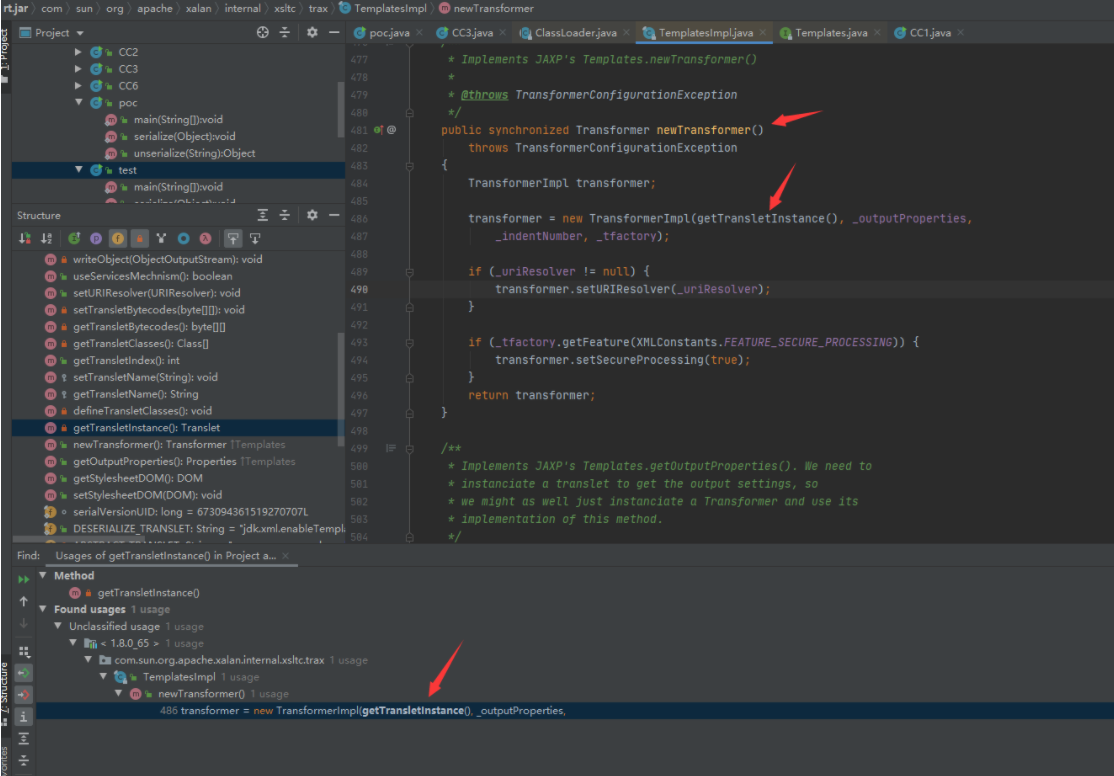 rt.jar com sun org apache xalan internal xsltc trax TemplatesImpl newTransformer
Project
poc.java CC3.java ClassLoader.java TemplatesImpl.java Templates.java CC1.java
1: Project
CC2
CC3
CC6
poc
main(String[]):void
serialize(Object):void
unserialize(String):Object
test
main(String[]):void
Structure
writeObject(ObjectOutputStream): void
useServicesMechnism(): boolean
setURIResolver(URIResolver): void
setTransletBytecodes(byte[][]): void
getTransletBytecodes(): byte[][]
getTransletClasses(): Class[]
getTransletIndex(): int
setTransletName(String): void
getTransletName(): String
defineTransletClasses(): void
getTransletInstance(): Translet
newTransformer(): Transformer ↑Templates
getOutputProperties(): Properties ↑Templates
getStylesheetDOM(): DOM
setStylesheetDOM(DOM): void
serialVersionUID: long = 673094361519270707L
DESERIALIZE_TRANSLET: String = "jdk.xml.enableTempl
477 * Implements JAXP's Templates.newTransformer()
478 *
479 * @throws TransformerConfigurationException
480 */
481 @ public synchronized Transformer newTransformer()
482 throws TransformerConfigurationException
483 {
484 TransformerImpl transformer;
485
486 transformer = new TransformerImpl(getTransletInstance(), _outputProperties,
487 _indentNumber, _tfactory);
488
489 if (_uriResolver != null) {
490 transformer.setURIResolver(_uriResolver);
491 }
492
493 if (_tfactory.getFeature(XMLConstants.FEATURE_SECURE_PROCESSING)) {
494 transformer.setSecureProcessing(true);
495 }
496 return transformer;
497 }
498
499 /**
500 * Implements JAXP's Templates.getOutputProperties(). We need to
501 * instanciate a translet to get the output settings, so
502 * we might as well just instanciate a Transformer and use its
503 * implementation of this method.
504 */
Find: Usages of getTransletInstance() in Project a...
Method
getTransletInstance()
Found usages 1 usage
Unclassified usage 1 usage
< 1.8.0_65 > 1 usage
com.sun.org.apache.xalan.internal.xsltc.trax 1 usage
TemplatesImpl 1 usage
newTransformer() 1 usage
486 transformer = new TransformerImpl(getTransletInstance(), _outputProperties,
7: Structure